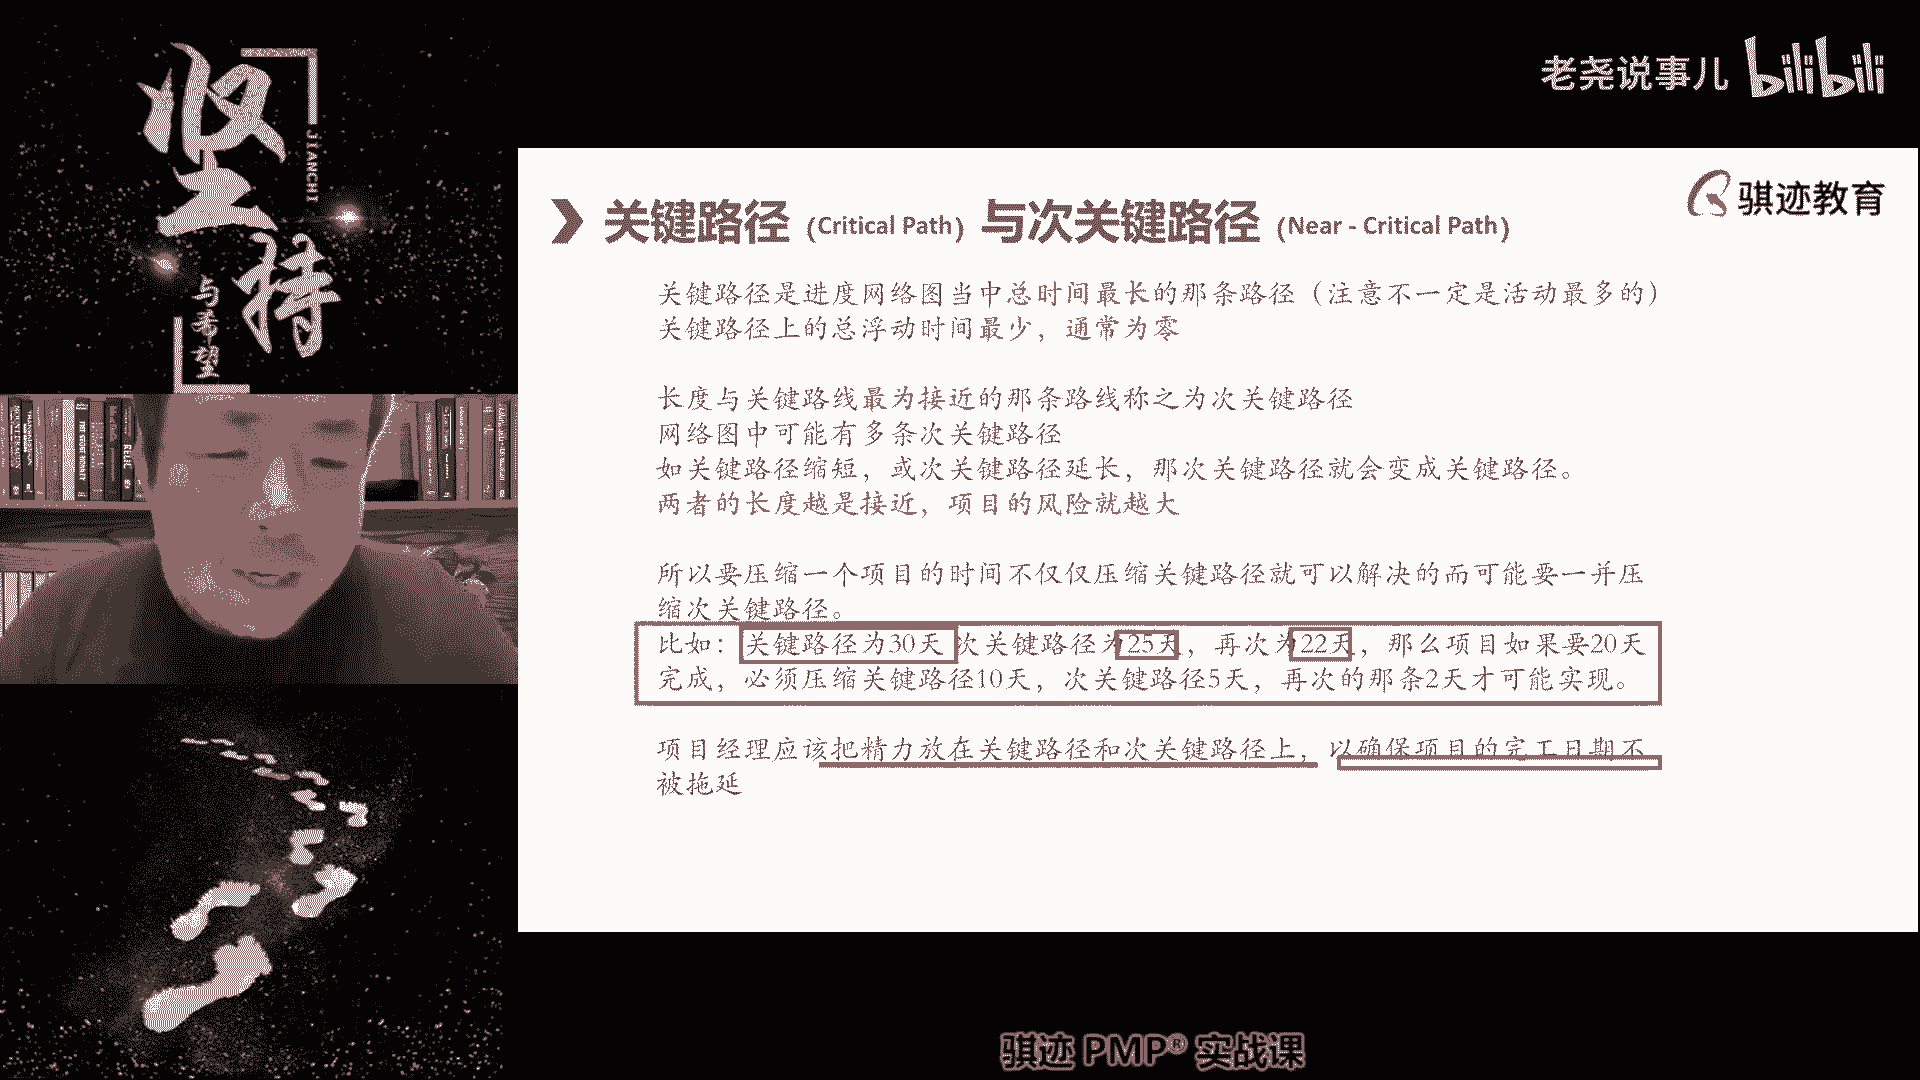 坚持
JIANCHI
与希望
老尧说事儿 bilibili
骐迹教育
关键路径 (Critical Path) 与次关键路径 (Near - Critical Path)
关键路径是进度网络图当中总时间最长的那条路径（注意不一定是活动最多的）
关键路径上的总浮动时间最少，通常为零
长度与关键路线最为接近的那条路线称之为次关键路径
网络图中可能有多条次关键路径
如关键路径缩短，或次关键路径延长，那次关键路径就会变成关键路径。
两者的长度越是接近，项目的风险就越大
所以要压缩一个项目的时间不仅仅压缩关键路径就可以解决的而可能要一并压
缩次关键路径。
比如：关键路径为30天 次关键路径为25天，再次为22天，那么项目如果要20天
完成，必须压缩关键路径10天，次关键路径5天，再次的那条2天才可能实现。
项目经理应该把精力放在关键路径和次关键路径上，以确保项目的完工日期不
被拖延
骐迹 PMP® 实战课